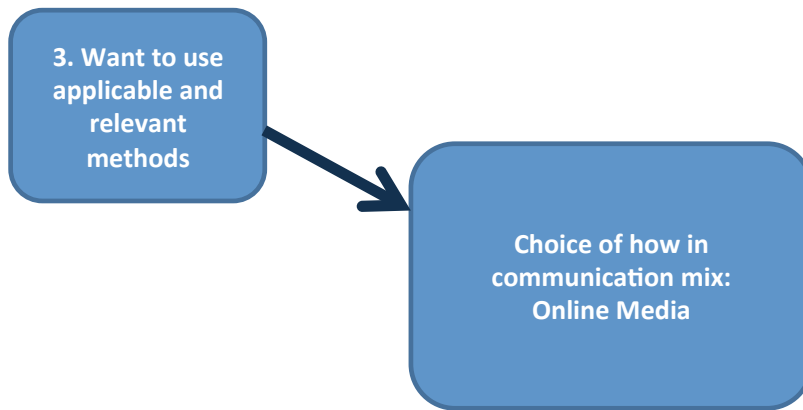 3. Want to use
applicable and
relevant
methods
Choice of how in
communication mix:
Online Media